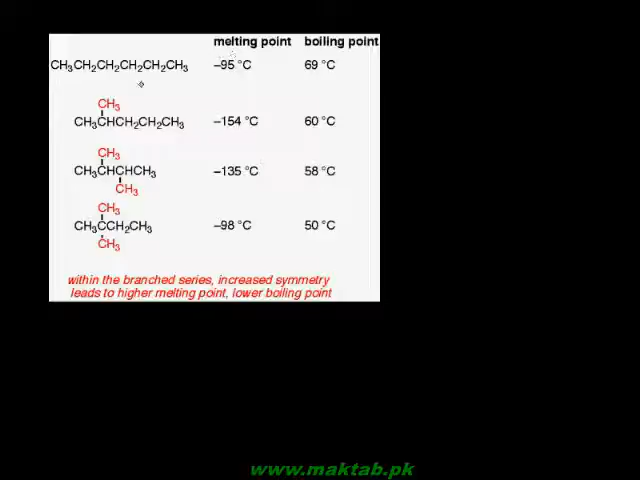 melting point boiling point
CH₃CH₂CH₂CH₂CH₂CH₃ –95 °C 69 °C
CH₃
CH₃CHCH₂CH₂CH₃ –154 °C 60 °C
CH₃
CH₃CHCHCH₃ –135 °C 58 °C
CH₃
CH₃
CH₃CCH₂CH₃ –98 °C 50 °C
CH₃
within the branched series, increased symmetry
leads to higher melting point, lower boiling point
www.maktab.pk